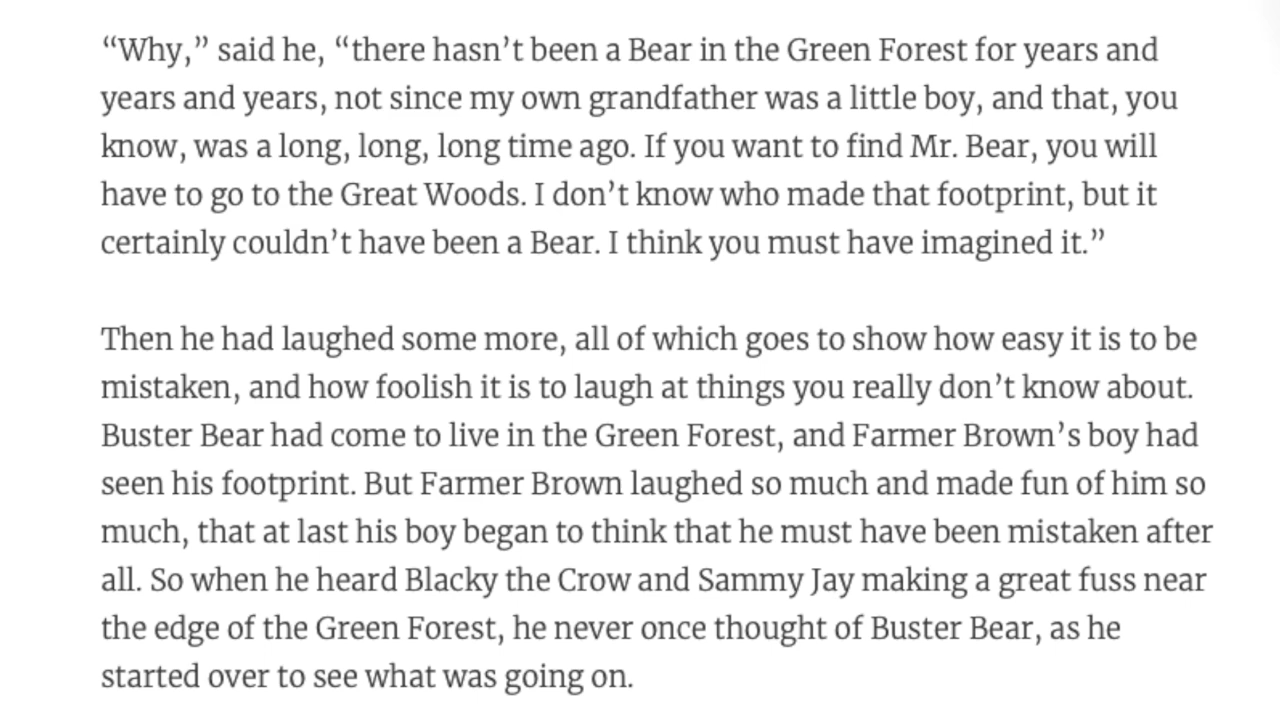 “Why,” said he, “there hasn’t been a Bear in the Green Forest for years and
years and years, not since my own grandfather was a little boy, and that, you
know, was a long, long, long time ago. If you want to find Mr. Bear, you will
have to go to the Great Woods. I don’t know who made that footprint, but it
certainly couldn’t have been a Bear. I think you must have imagined it.”
Then he had laughed some more, all of which goes to show how easy it is to be
mistaken, and how foolish it is to laugh at things you really don’t know about.
Buster Bear had come to live in the Green Forest, and Farmer Brown’s boy had
seen his footprint. But Farmer Brown laughed so much and made fun of him so
much, that at last his boy began to think that he must have been mistaken after
all. So when he heard Blacky the Crow and Sammy Jay making a great fuss near
the edge of the Green Forest, he never once thought of Buster Bear, as he
started over to see what was going on.